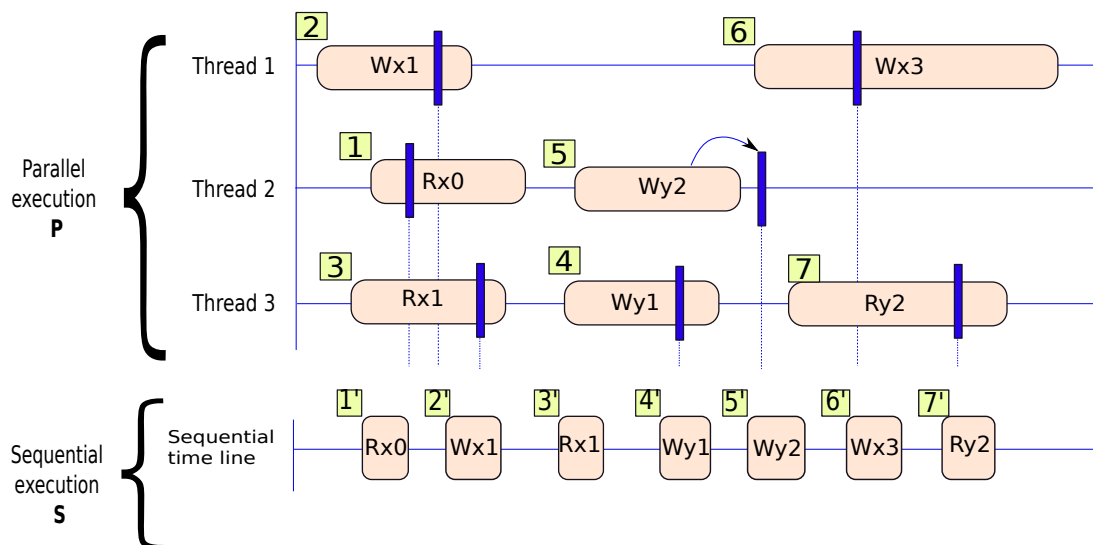 2
6
Thread 1
Wx1
Wx3
1
5
Parallel
execution
P
Thread 2
Rx0
Wy2
3
4
7
Thread 3
Rx1
Wy1
Ry2
1'
2'
3'
4'
5'
6'
7'
Sequential
execution
S
Sequential
time line
Rx0
Wx1
Rx1
Wy1
Wy2
Wx3
Ry2